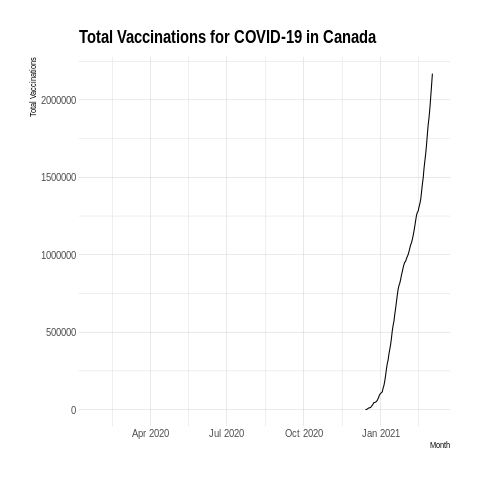 Total Vaccinations for COVID-19 in Canada
Total Vaccinations
2000000
1500000
1000000
500000
0
Apr 2020 Jul 2020 Oct 2020 Jan 2021
Month